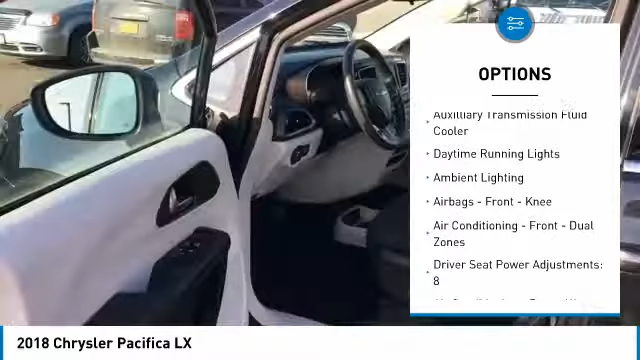 OPTIONS
Auxilliary Transmission Fluid
Cooler
Daytime Running Lights
Ambient Lighting
Airbags - Front - Knee
Air Conditioning - Front - Dual
Zones
Driver Seat Power Adjustments:
8
2018 Chrysler Pacifica LX